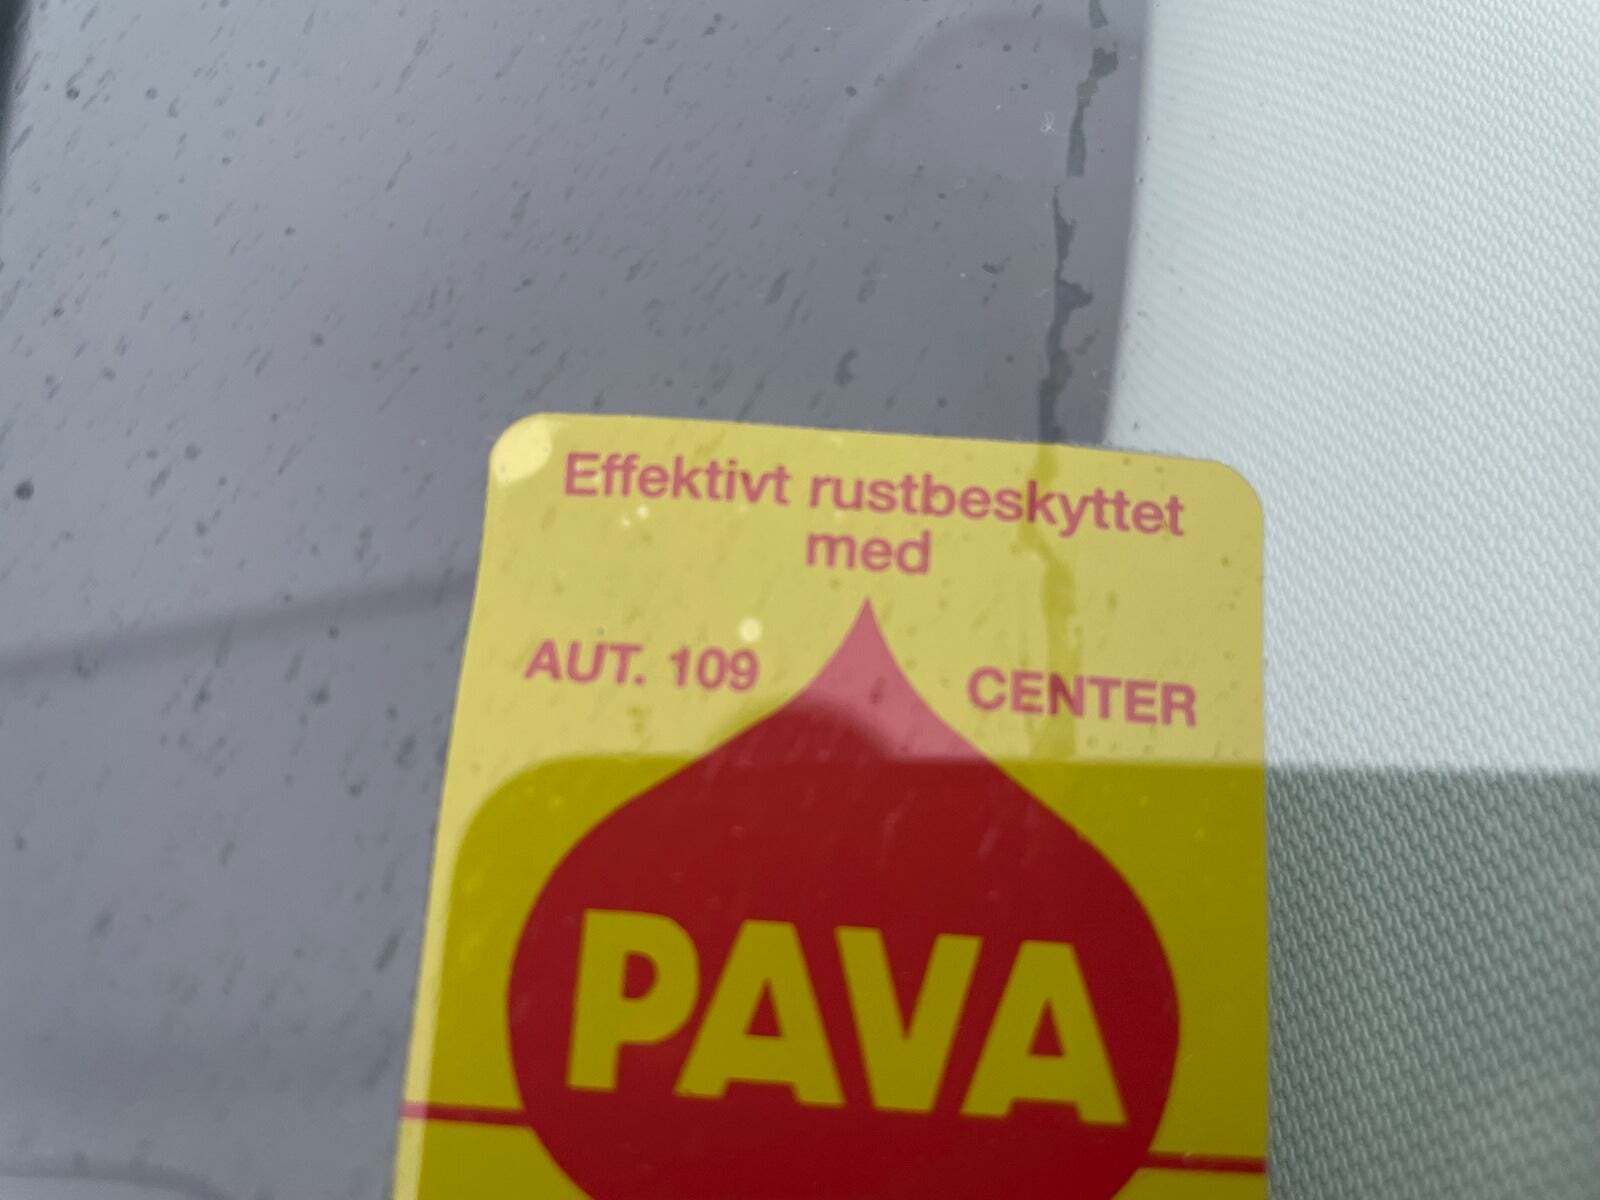 Effektivt rustbeskyttet
med
AUT. 109 CENTER
PAVA